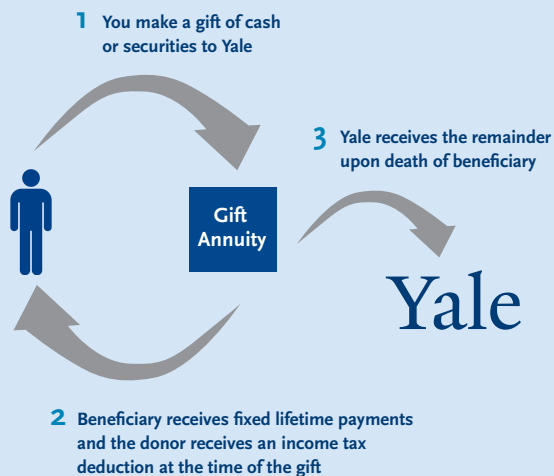 1 You make a gift of cash
or securities to Yale
3 Yale receives the remainder
upon death of beneficiary
Gift
Annuity
Yale
2 Beneficiary receives fixed lifetime payments
and the donor receives an income tax
deduction at the time of the gift